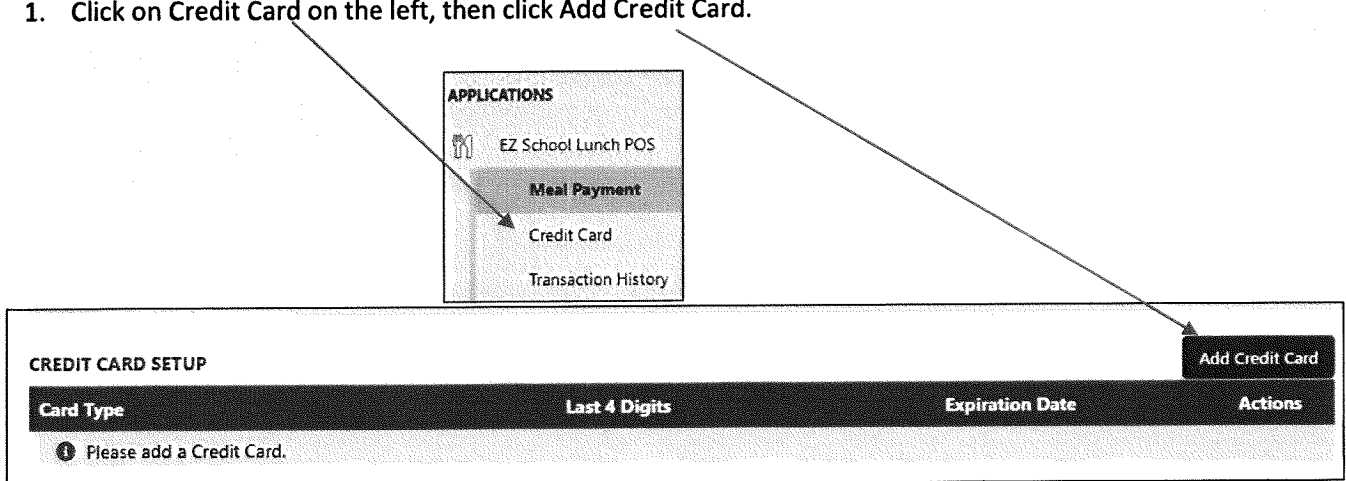 1. Click on Credit Card on the left, then click Add Credit Card.
APPLICATIONS
EZ School Lunch POS
Meal Payment
Credit Card
Transaction History
CREDIT CARD SETUP
Add Credit Card
Card Type Last 4 Digits Expiration Date Actions
Please add a Credit Card.